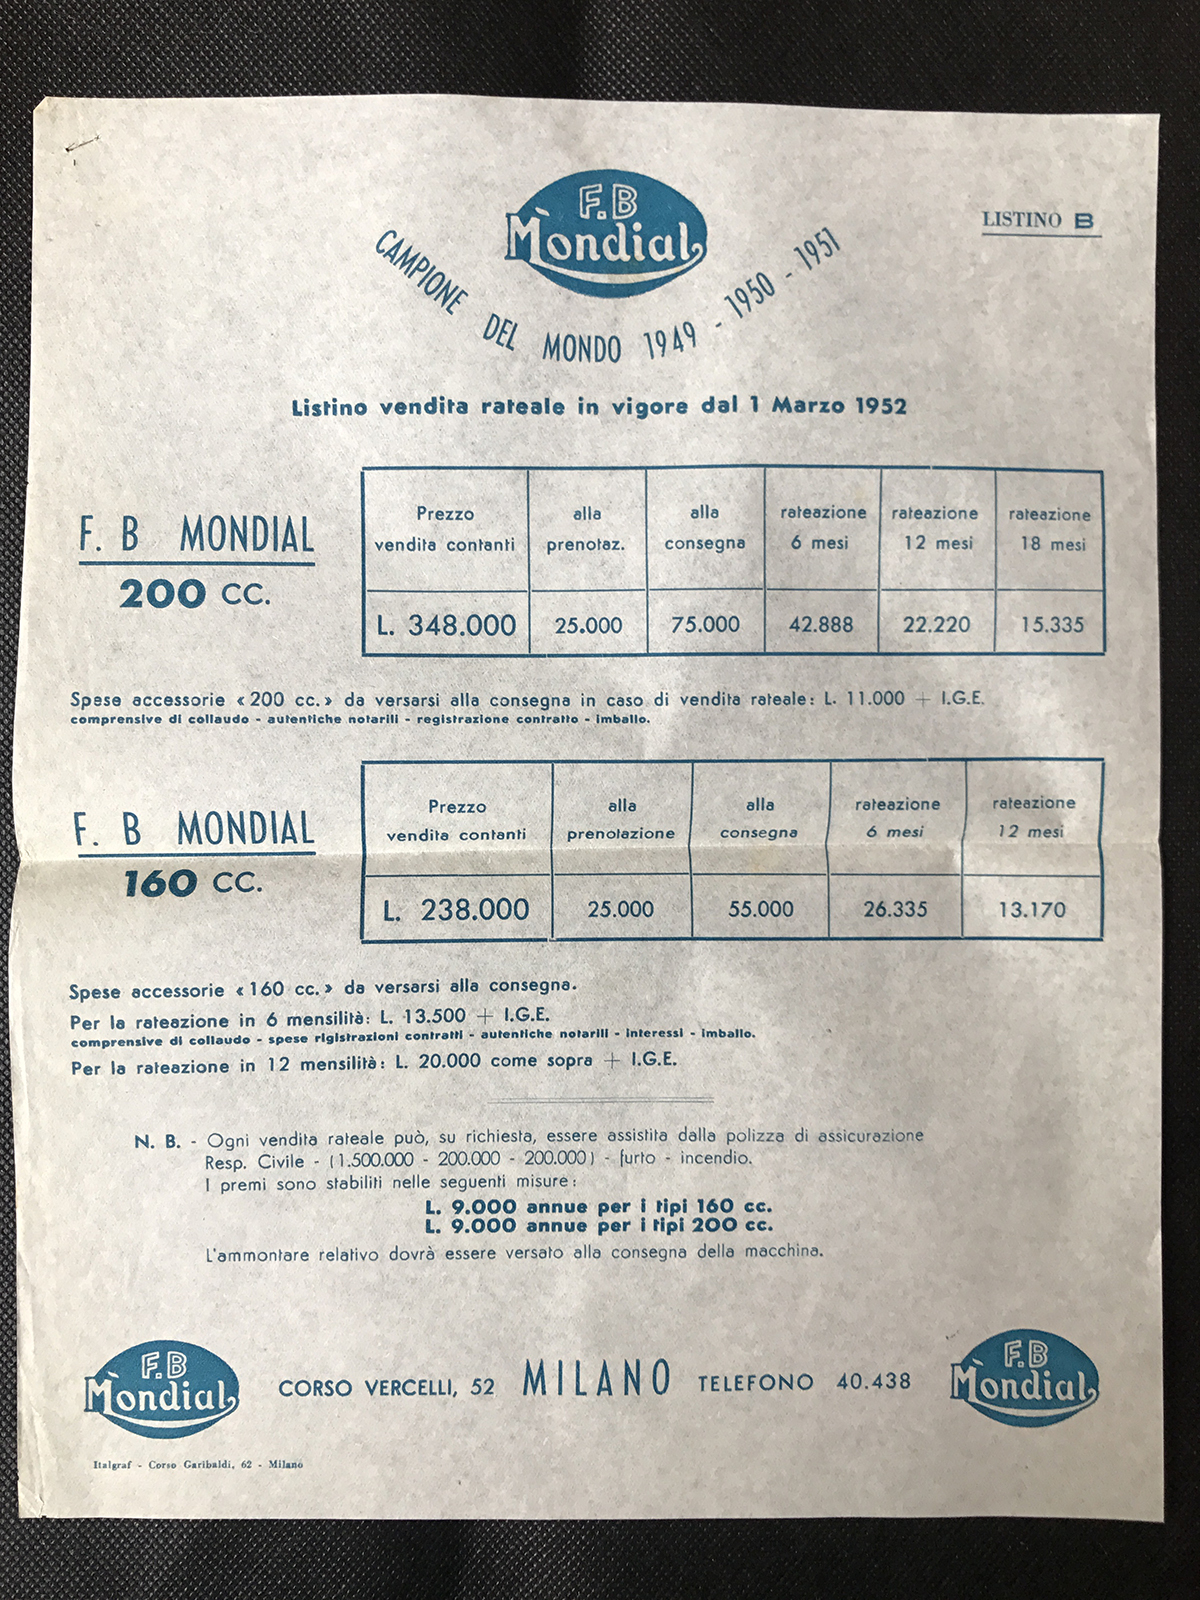 F.B
Mondial
LISTINO B
CAMPIONE DEL MONDO 1949 - 1950 - 1951
Listino vendita rateale in vigore dal 1 Marzo 1952
F. B MONDIAL
200 CC.
Prezzo vendita contanti
alla prenotaz.
alla consegna
rateazione 6 mesi
rateazione 12 mesi
rateazione 18 mesi
L. 348.000 25.000 75.000 42.888 22.220 15.335
Spese accessorie « 200 cc. » da versarsi alla consegna in caso di vendita rateale: L. 11.000 + I.G.E.
comprensive di collaudo - autentiche notarili - registrazione contratto - imballo.
F. B MONDIAL
160 CC.
Prezzo vendita contanti
alla prenotazione
alla consegna
rateazione 6 mesi
rateazione 12 mesi
L. 238.000 25.000 55.000 26.335 13.170
Spese accessorie « 160 cc. » da versarsi alla consegna.
Per la rateazione in 6 mensilità: L. 13.500 + I.G.E.
comprensive di collaudo - spese rigistrazioni contratti - autentiche notarili - interessi - imballo.
Per la rateazione in 12 mensilità: L. 20.000 come sopra + I.G.E.
N. B. - Ogni vendita rateale può, su richiesta, essere assistita dalla polizza di assicurazione
Resp. Civile - (1.500.000 - 200.000 - 200.000) - furto - incendio.
I premi sono stabiliti nelle seguenti misure:
L. 9.000 annue per i tipi 160 cc.
L. 9.000 annue per i tipi 200 cc.
L'ammontare relativo dovrà essere versato alla consegna della macchina.
F.B
Mondial
CORSO VERCELLI, 52 MILANO TELEFONO 40.438
F.B
Mondial
Italgraf - Corso Garibaldi, 62 - Milano